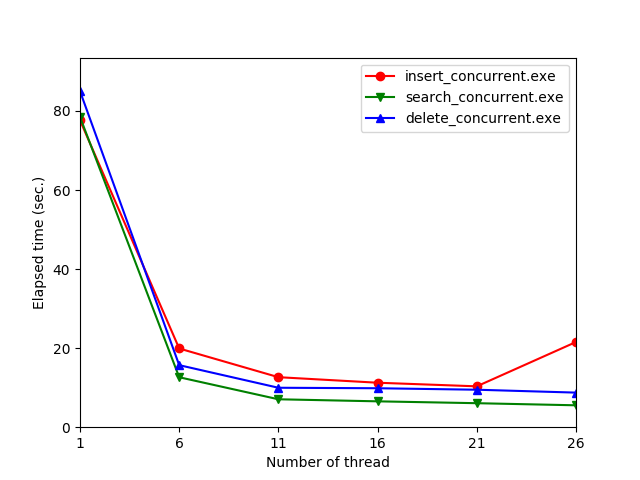 insert_concurrent.exe
search_concurrent.exe
delete_concurrent.exe
80
60
40
20
0
Elapsed time (sec.)
1 6 11 16 21 26
Number of thread